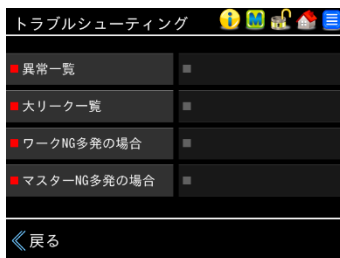 トラブルシューティング
異常一覧
大リーク一覧
ワークNG多発の場合
マスターNG多発の場合
戻る